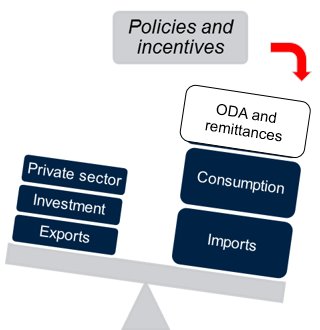 Policies and
incentives
ODA and
remittances
Consumption
Imports
Private sector
Investment
Exports